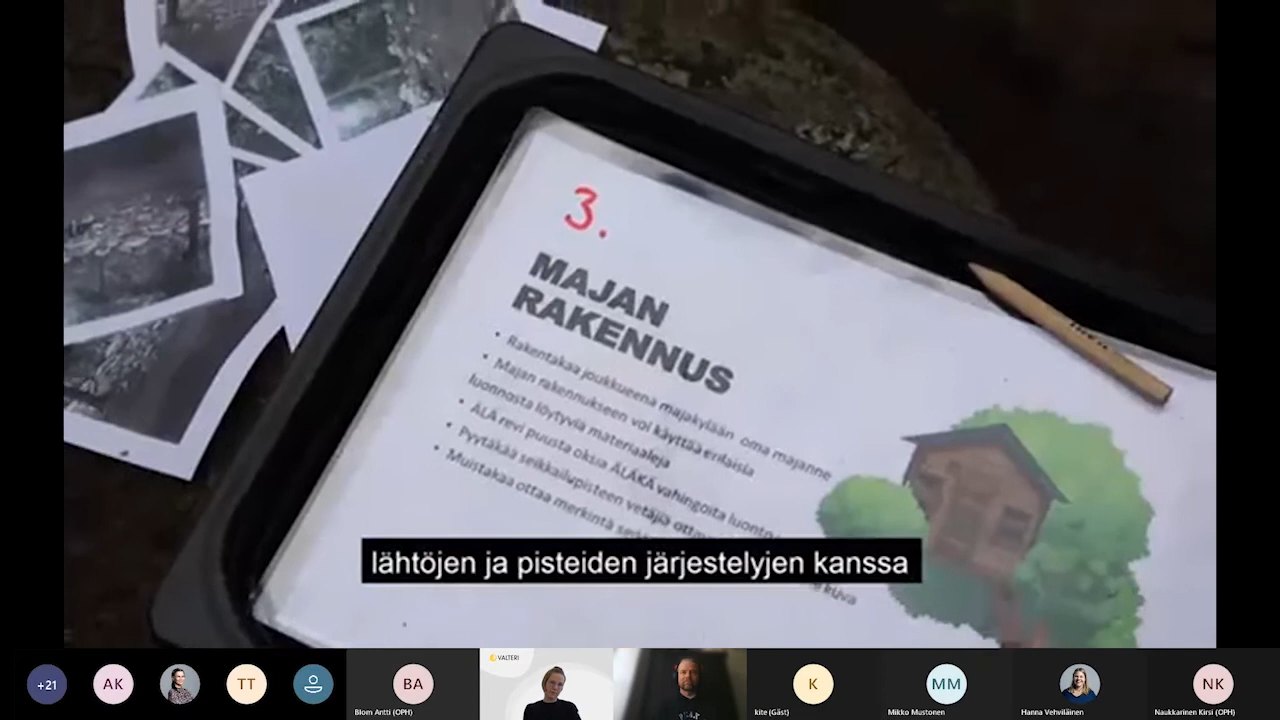 3.
MAJAN
RAKENNUS
• Rakentakaa joukkueena majakylään oma majanne
• Majan rakennukseen voi käyttää erilaisia
luonnosta löytyviä materiaaleja
• ÄLÄ revi puusta oksia ÄLÄKÄ vahingoita
• Pyytäkää seikkailupisteen vetäjiä
• Muistakaa ottaa merkintä
kuva
lähtöjen ja pisteiden järjestelyjen kanssa
+21
AK
TT
BA
VALTERI
K
MM
NK
Blom Antti (OPH)
kite (Gäst)
Mikko Mustonen
Hanna Vehviläinen
Naukkarinen Kirsi (OPH)